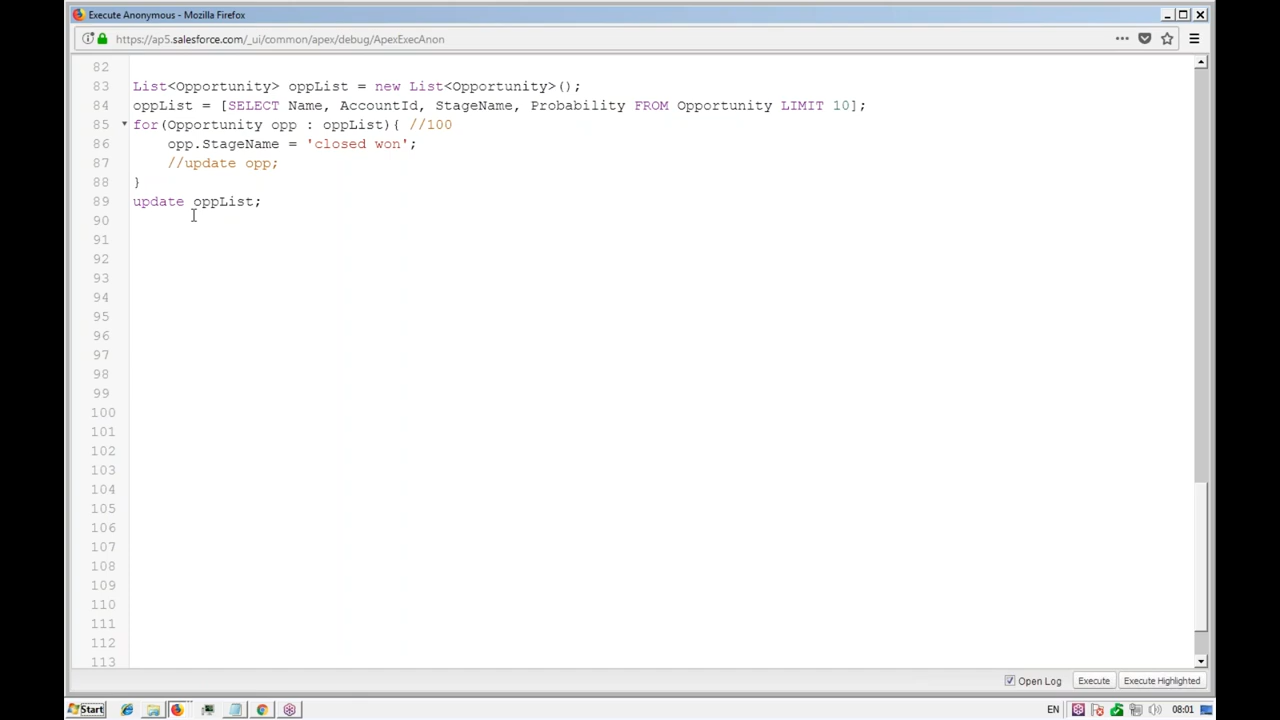 Execute Anonymous - Mozilla Firefox
https://ap5.salesforce.com/_ui/common/apex/debug/ApexExecAnon
82
83 List<Opportunity> oppList = new List<Opportunity>();
84 oppList = [SELECT Name, AccountId, StageName, Probability FROM Opportunity LIMIT 10];
85 for(Opportunity opp : oppList){ //100
86 opp.StageName = 'closed won';
87 //update opp;
88 }
89 update oppList;
90
91
92
93
94
95
96
97
98
99
100
101
102
103
104
105
106
107
108
109
110
111
112
113
Open Log Execute Execute Highlighted
Start EN 08:01